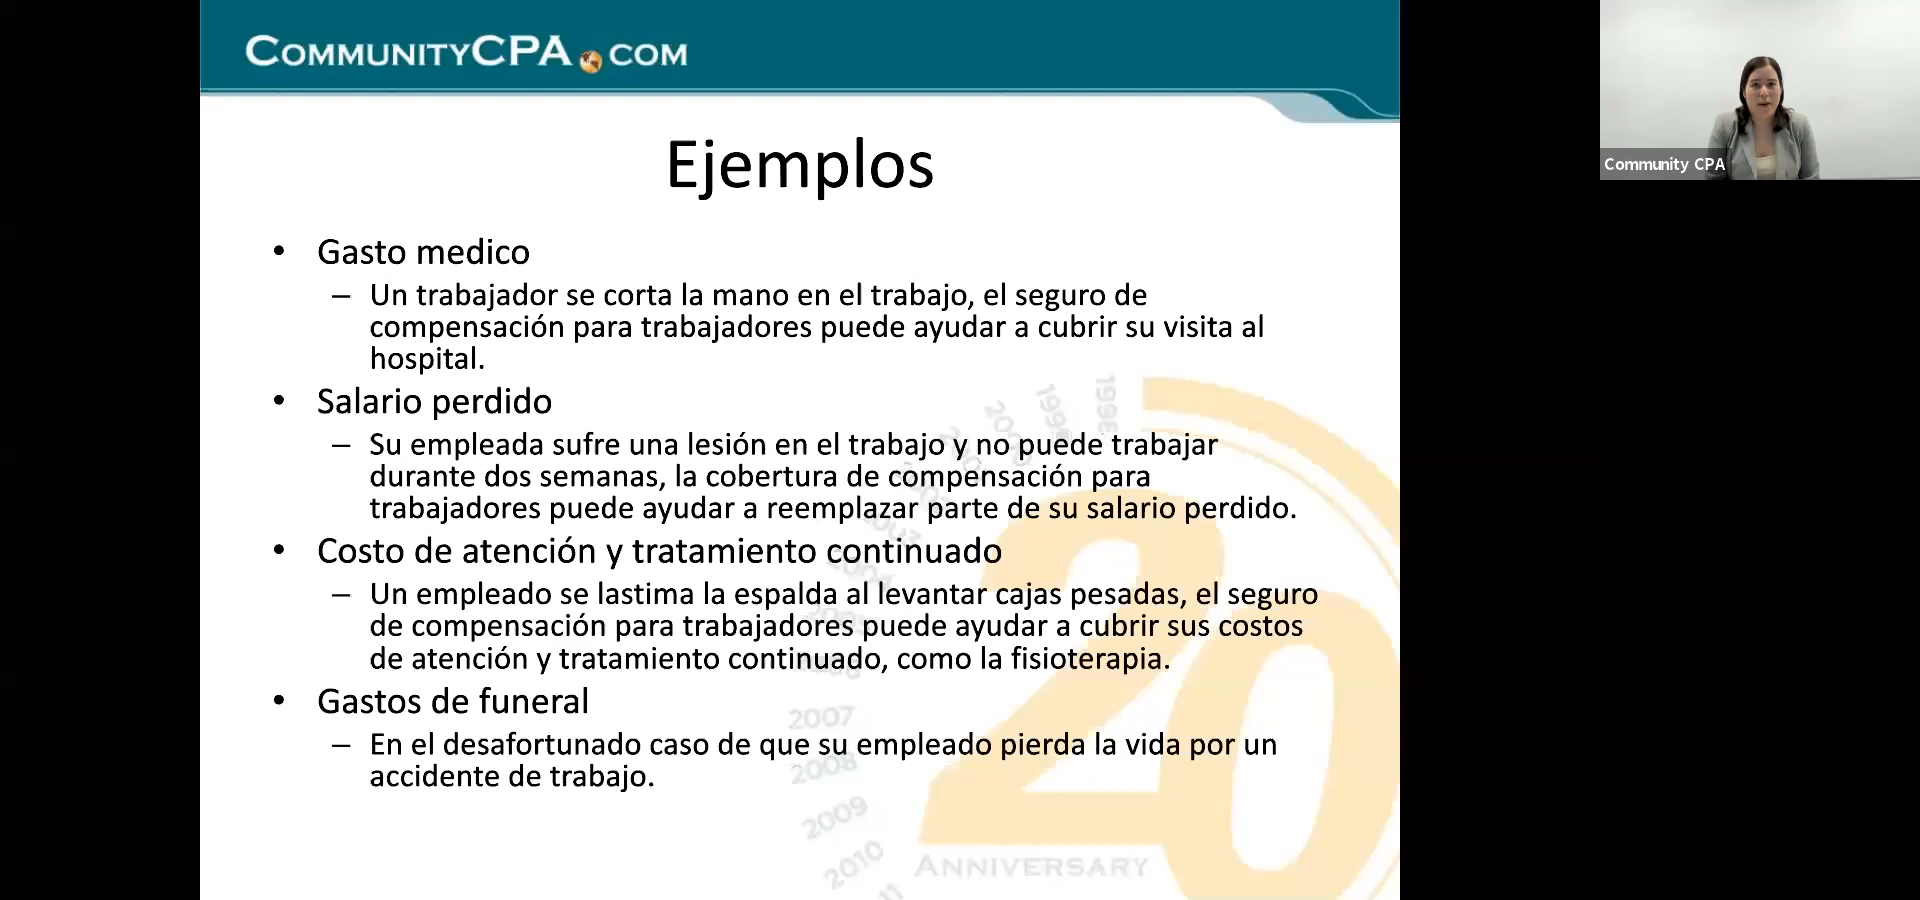 COMMUNITYCPA.COM
Community CPA
Ejemplos
• Gasto medico
– Un trabajador se corta la mano en el trabajo, el seguro de
compensación para trabajadores puede ayudar a cubrir su visita al
hospital.
• Salario perdido
– Su empleada sufre una lesión en el trabajo y no puede trabajar
durante dos semanas, la cobertura de compensación para
trabajadores puede ayudar a reemplazar parte de su salario perdido.
• Costo de atención y tratamiento continuado
– Un empleado se lastima la espalda al levantar cajas pesadas, el seguro
de compensación para trabajadores puede ayudar a cubrir sus costos
de atención y tratamiento continuado, como la fisioterapia.
• Gastos de funeral
– En el desafortunado caso de que su empleado pierda la vida por un
accidente de trabajo.
1998
1999
2000
2003
2004
2007
2008
2009
2010
20
ANNIVERSARY